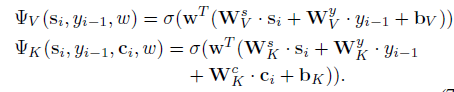 Ψ_V(s_i, y_{i−1}, w) = σ(w^T(W_V^s · s_i + W_V^y · y_{i−1} + b_V))
Ψ_K(s_i, y_{i−1}, c_i, w) = σ(w^T(W_K^s · s_i + W_K^y · y_{i−1}
+ W_K^c · c_i + b_K)).